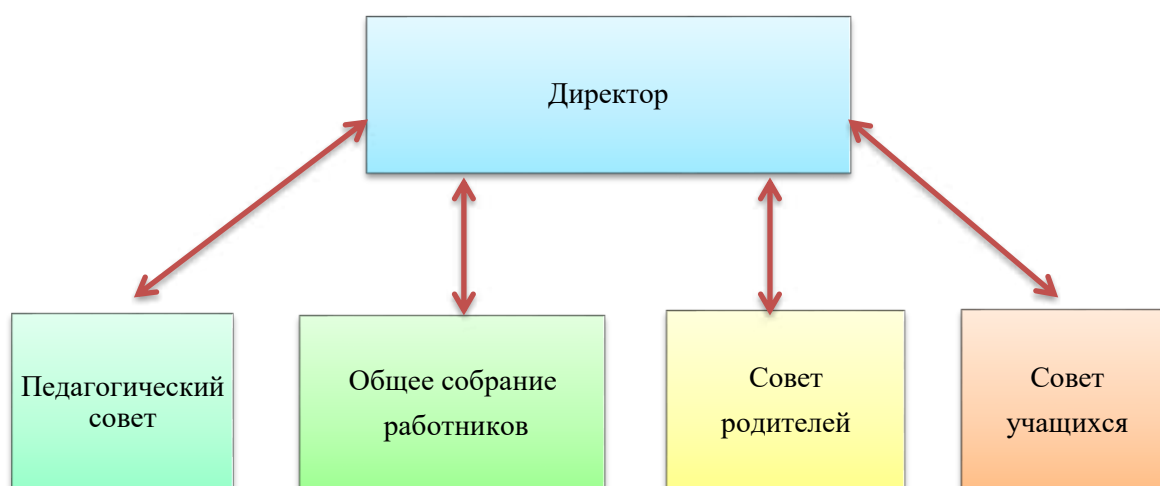 Директор
Педагогический
совет
Общее собрание
работников
Совет
родителей
Совет
учащихся